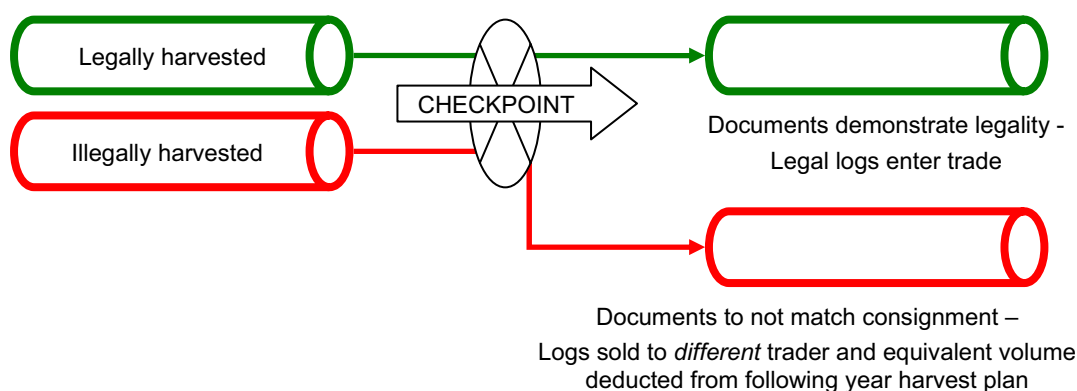 Legally harvested
CHECKPOINT
Illegally harvested
Documents demonstrate legality -
Legal logs enter trade
Documents to not match consignment –
Logs sold to different trader and equivalent volume
deducted from following year harvest plan